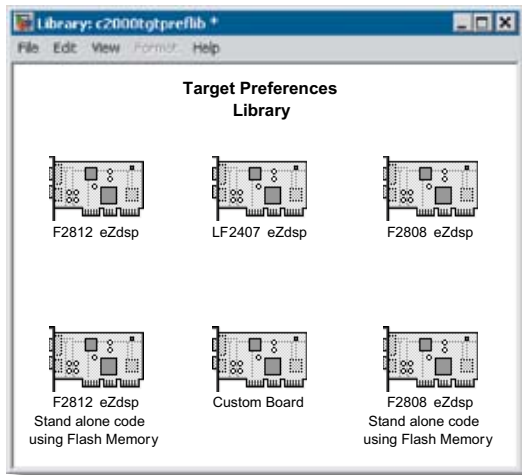 Library: c2000tgtpreflib *
File Edit View Format Help
Target Preferences
Library
F2812 eZdsp
LF2407 eZdsp
F2808 eZdsp
F2812 eZdsp
Stand alone code
using Flash Memory
Custom Board
F2808 eZdsp
Stand alone code
using Flash Memory